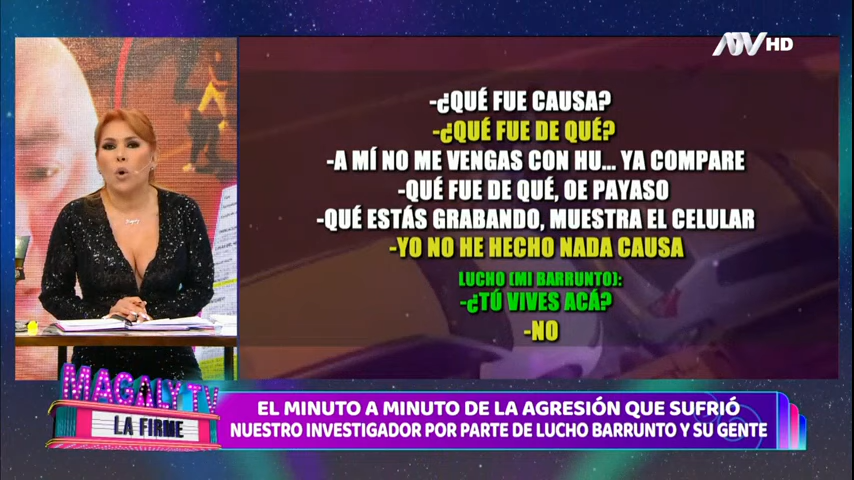 ATV HD
-¿QUÉ FUE CAUSA?
-¿QUÉ FUE DE QUÉ?
-A MÍ NO ME VENGAS CON HU... YA COMPARE
-QUÉ FUE DE QUÉ, OE PAYASO
-QUÉ ESTÁS GRABANDO, MUESTRA EL CELULAR
-YO NO HE HECHO NADA CAUSA
LUCHO (MI BARRUNTO):
-¿TÚ VIVES ACÁ?
-NO
MAGALY TV
LA FIRME
EL MINUTO A MINUTO DE LA AGRESIÓN QUE SUFRIÓ
NUESTRO INVESTIGADOR POR PARTE DE LUCHO BARRUNTO Y SU GENTE